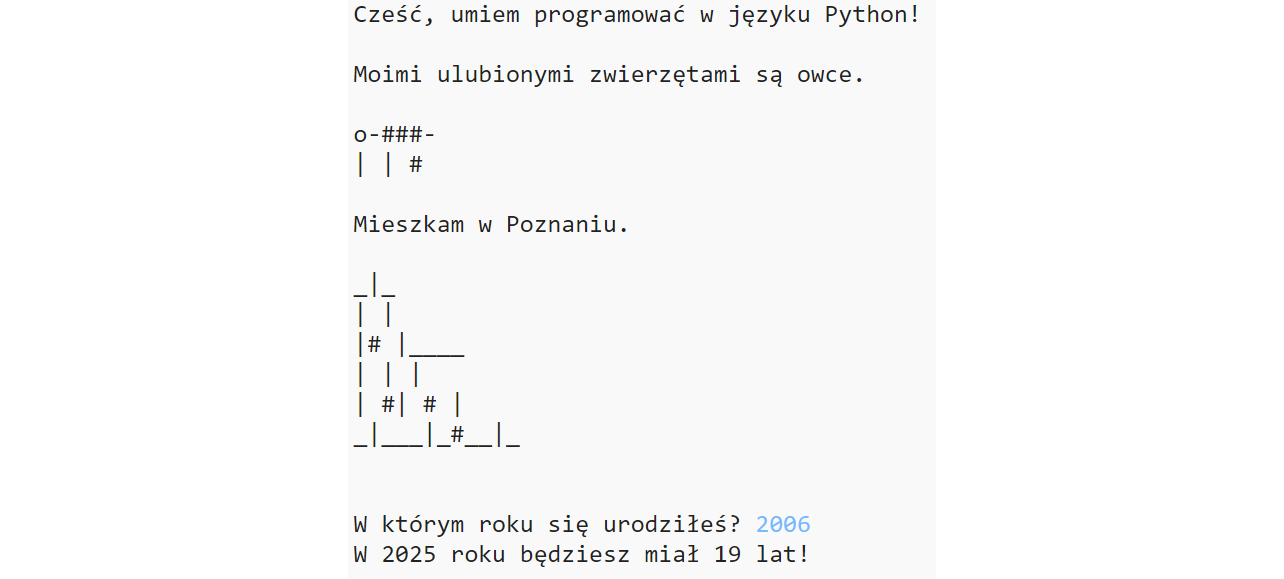 Cześć, umiem programować w języku Python!
Moimi ulubionymi zwierzętami są owce.
o-###-
| | #
Mieszkam w Poznaniu.
_|_
| |
|# |____
| | |
| #| # |
_|___|_#__|_
W którym roku się urodziłeś? 2006
W 2025 roku będziesz miał 19 lat!